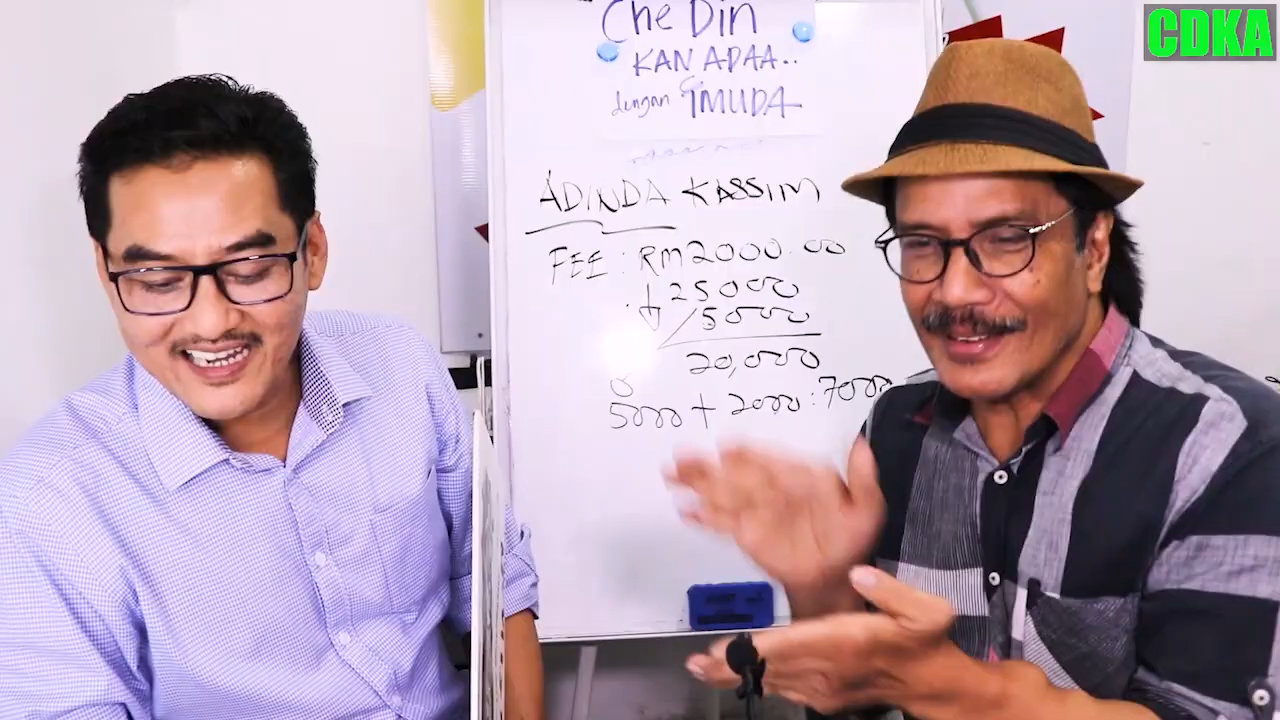 CDKA
Che Din
KAN ADAA..
dengan IMUDA
ADINDA KASSIM
FEE : RM2000.00
25000
5000
20,000
5000 + 2000 : 7000